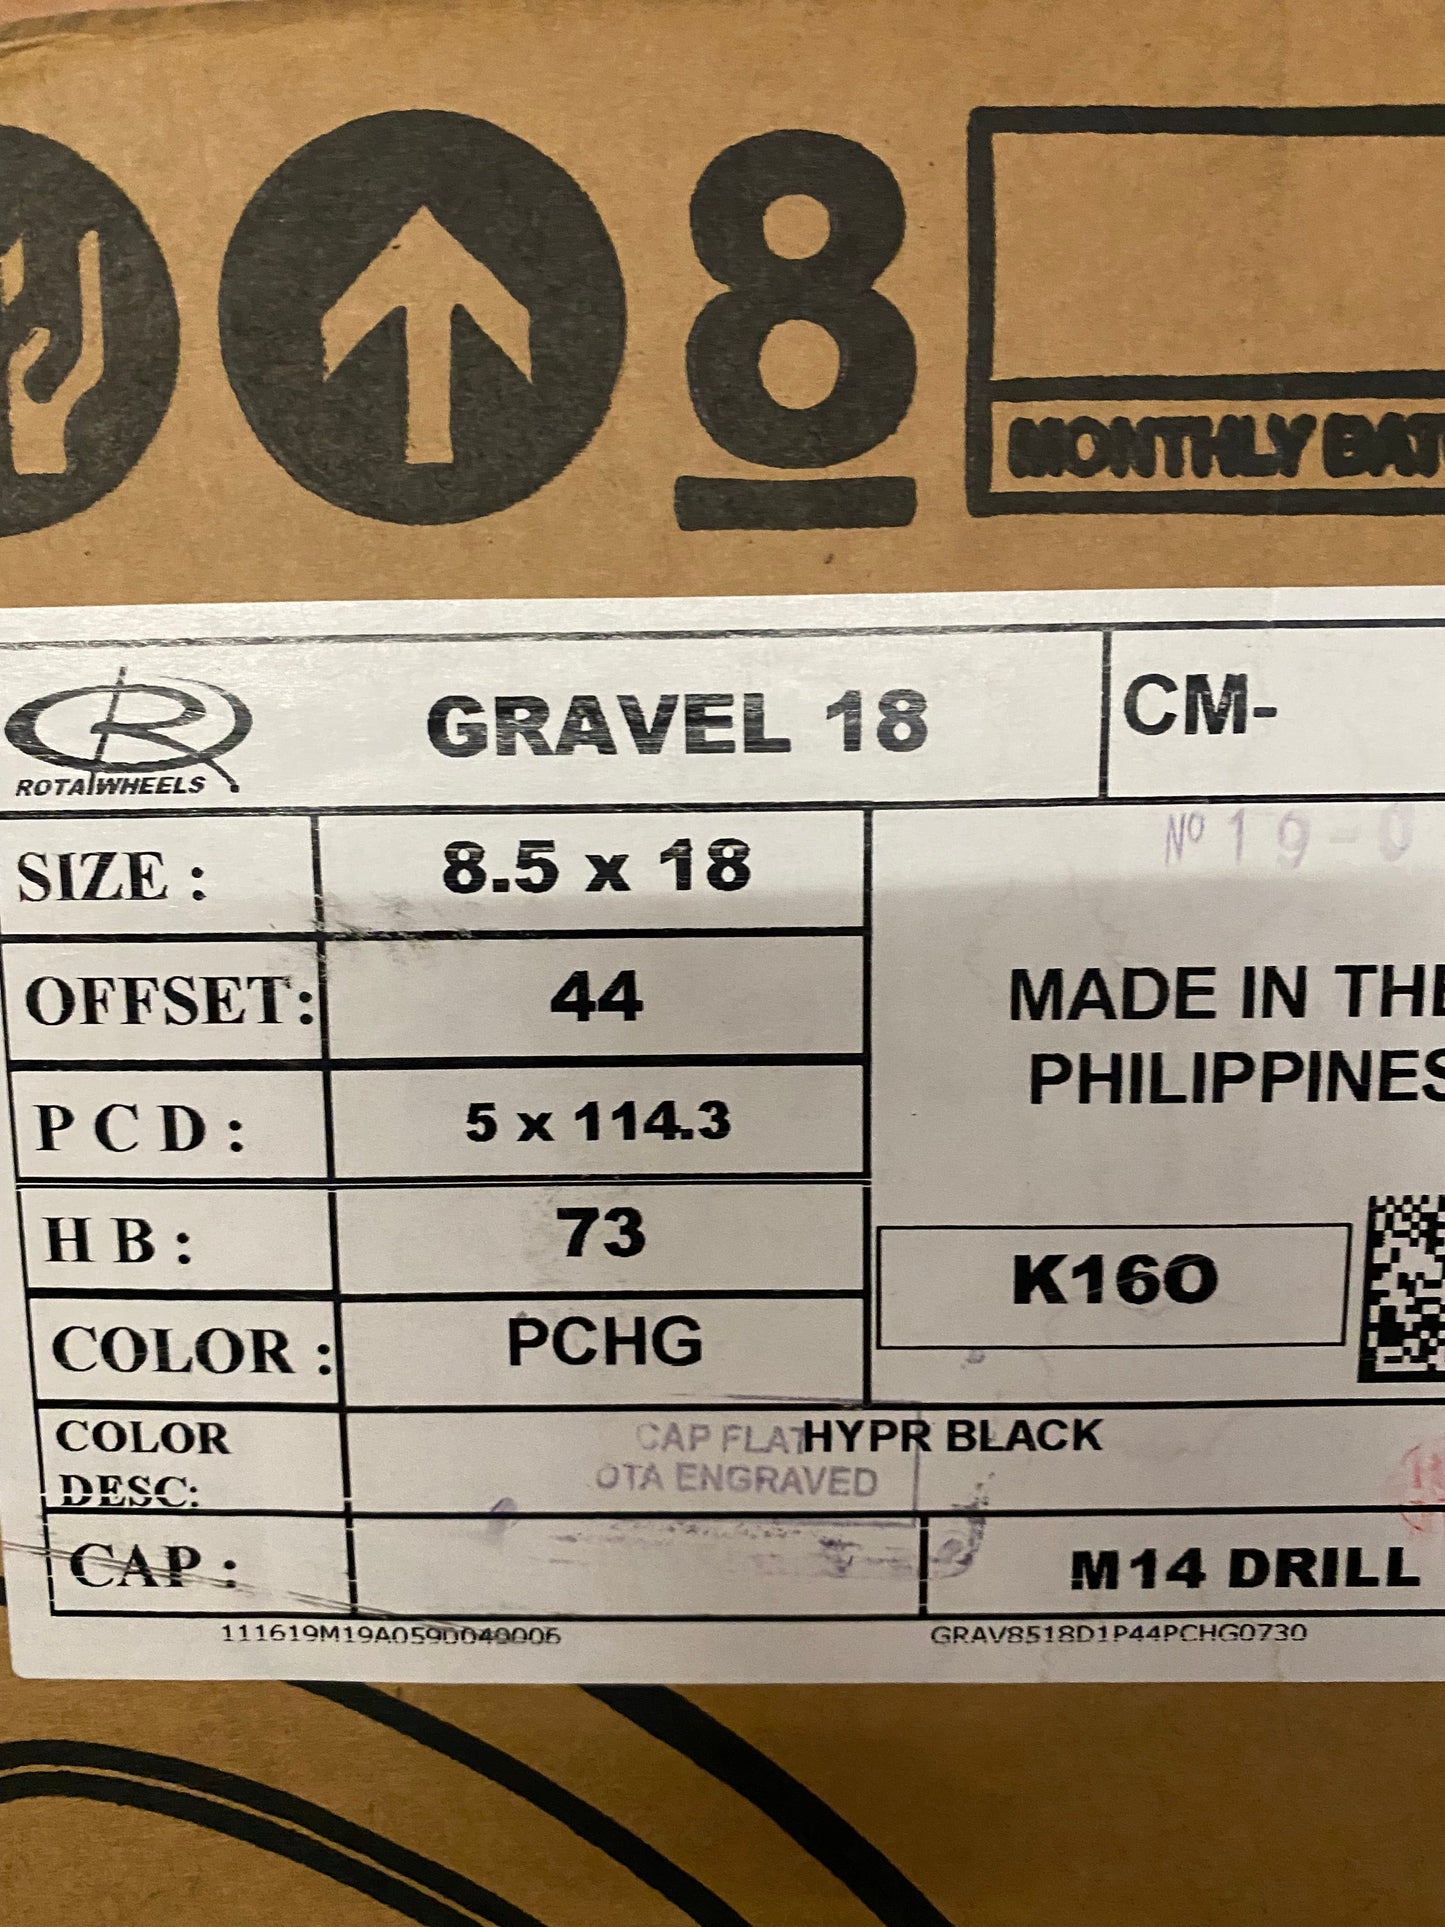 8
MONTHLY BAT
R
ROTA WHEELS
GRAVEL 18
CM-
SIZE :
8.5 x 18
Nº 19-0
OFFSET:
44
MADE IN THE
PHILIPPINES
P C D :
5 x 114.3
H B :
73
K16O
COLOR :
PCHG
COLOR
DESC:
CAP FLAT
HYPR BLACK
OTA ENGRAVED
CAP :
M14 DRILL
111619M19A0590040006
GRAV8518D1P44PCHG0730